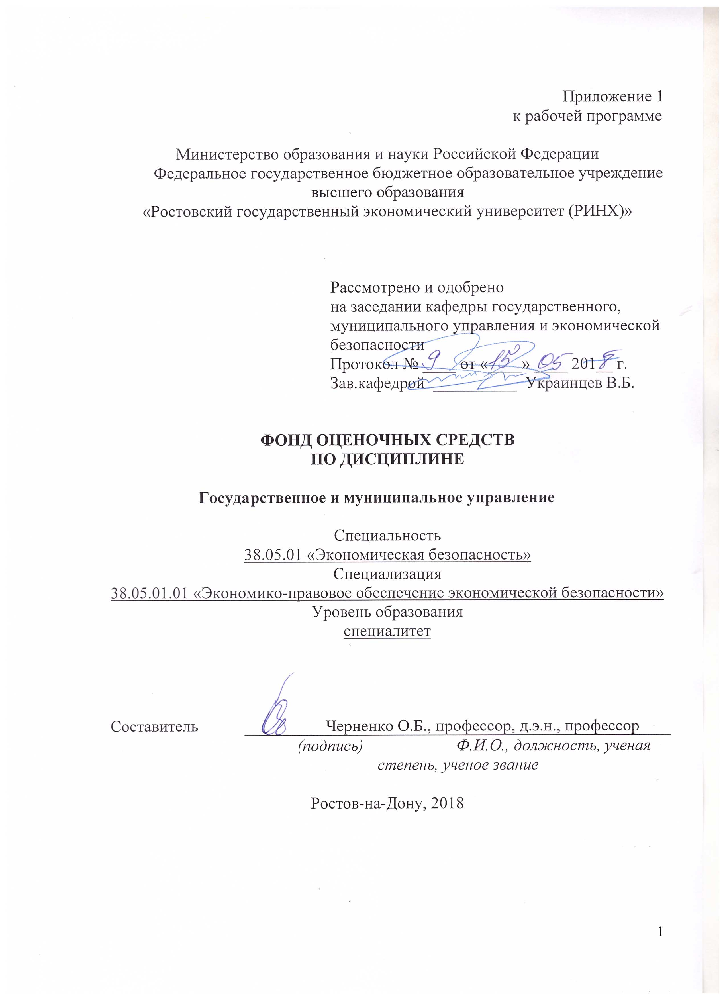 Приложение 1
к рабочей программе
Министерство образования и науки Российской Федерации
Федеральное государственное бюджетное образовательное учреждение
высшего образования
«Ростовский государственный экономический университет (РИНХ)»
Рассмотрено и одобрено
на заседании кафедры государственного,
муниципального управления и экономической
безопасности
Протокол № 9 от «15» 05 2018 г.
Зав.кафедрой __________ Украинцев В.Б.
ФОНД ОЦЕНОЧНЫХ СРЕДСТВ
ПО ДИСЦИПЛИНЕ
Государственное и муниципальное управление
Специальность
38.05.01 «Экономическая безопасность»
Специализация
38.05.01.01 «Экономико-правовое обеспечение экономической безопасности»
Уровень образования
специалитет
Составитель Черненко О.Б., профессор, д.э.н., профессор
(подпись) Ф.И.О., должность, ученая
степень, ученое звание
Ростов-на-Дону, 2018
1